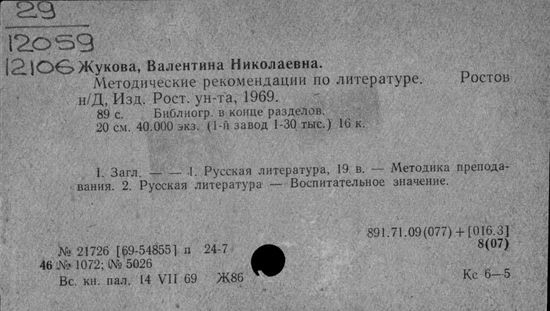 29
12059
12106 Жукова, Валентина Николаевна.
Методические рекомендации по литературе. Ростов
н/Д, Изд. Рост. ун-та, 1969.
89 с. Библиогр. в конце разделов.
20 см. 40.000 экз. (1-й завод 1-30 тыс.) 16 к.
1. Загл. — — 1. Русская литература, 19 в. — Методика препода-
вания. 2. Русская литература — Воспитательное значение.
891.71.09(077) + [016.3]
8(07)
№ 21726 [69-54855] п 24-7
46 № 1072; № 5026
Вс. кн. пал. 14 VII 69 Ж86 Кс 6—5